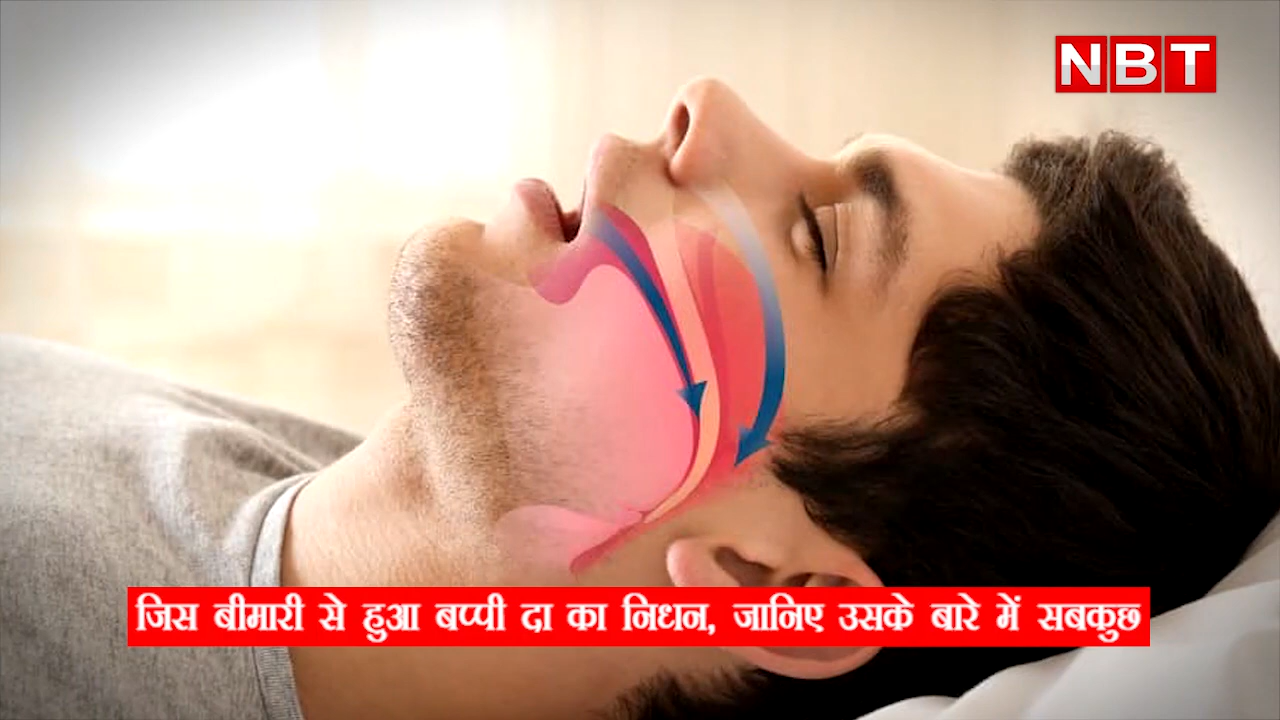 NBT
जिस बीमारी से हुआ बप्पी दा का निधन, जानिए उसके बारे में सबकुछ